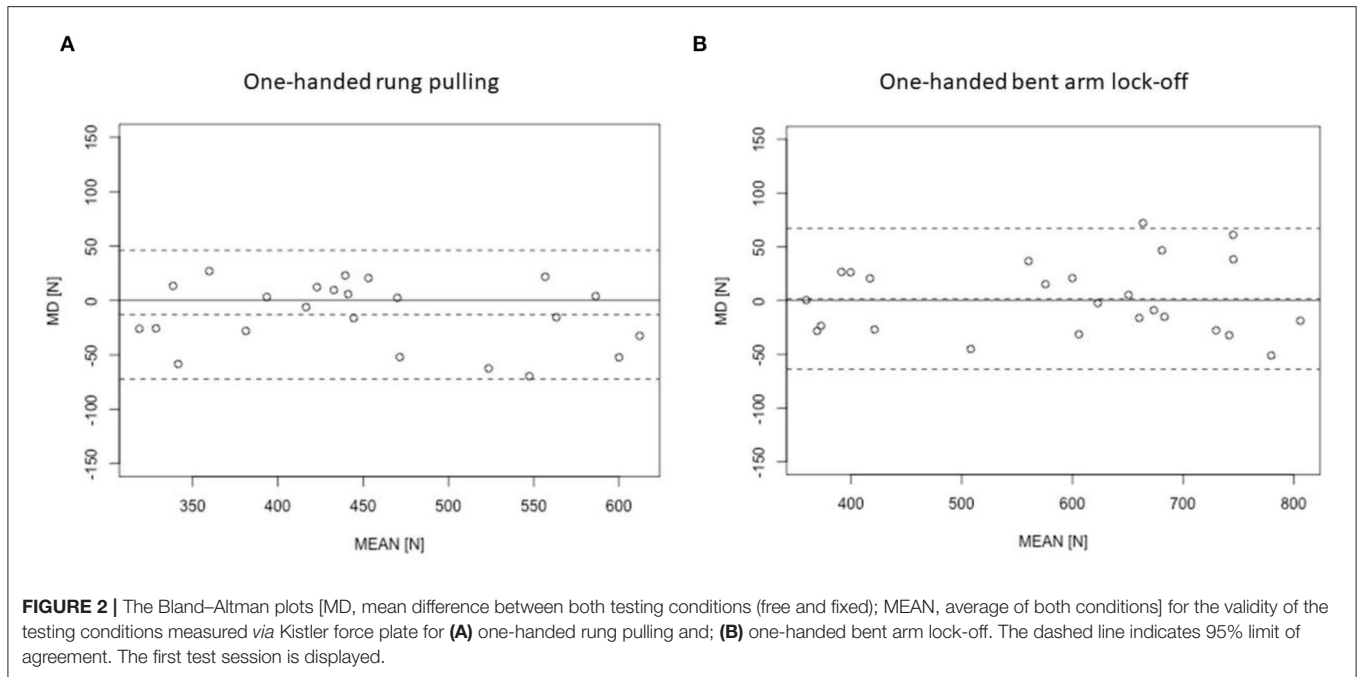 A
One-handed rung pulling
150
100
50
0
-50
-100
-150
MD [N]
350 400 450 500 550 600
MEAN [N]
B
One-handed bent arm lock-off
150
100
50
0
-50
-100
-150
MD [N]
400 500 600 700 800
MEAN [N]
FIGURE 2 | The Bland–Altman plots [MD, mean difference between both testing conditions (free and fixed); MEAN, average of both conditions] for the validity of the
testing conditions measured via Kistler force plate for (A) one-handed rung pulling and; (B) one-handed bent arm lock-off. The dashed line indicates 95% limit of
agreement. The first test session is displayed.